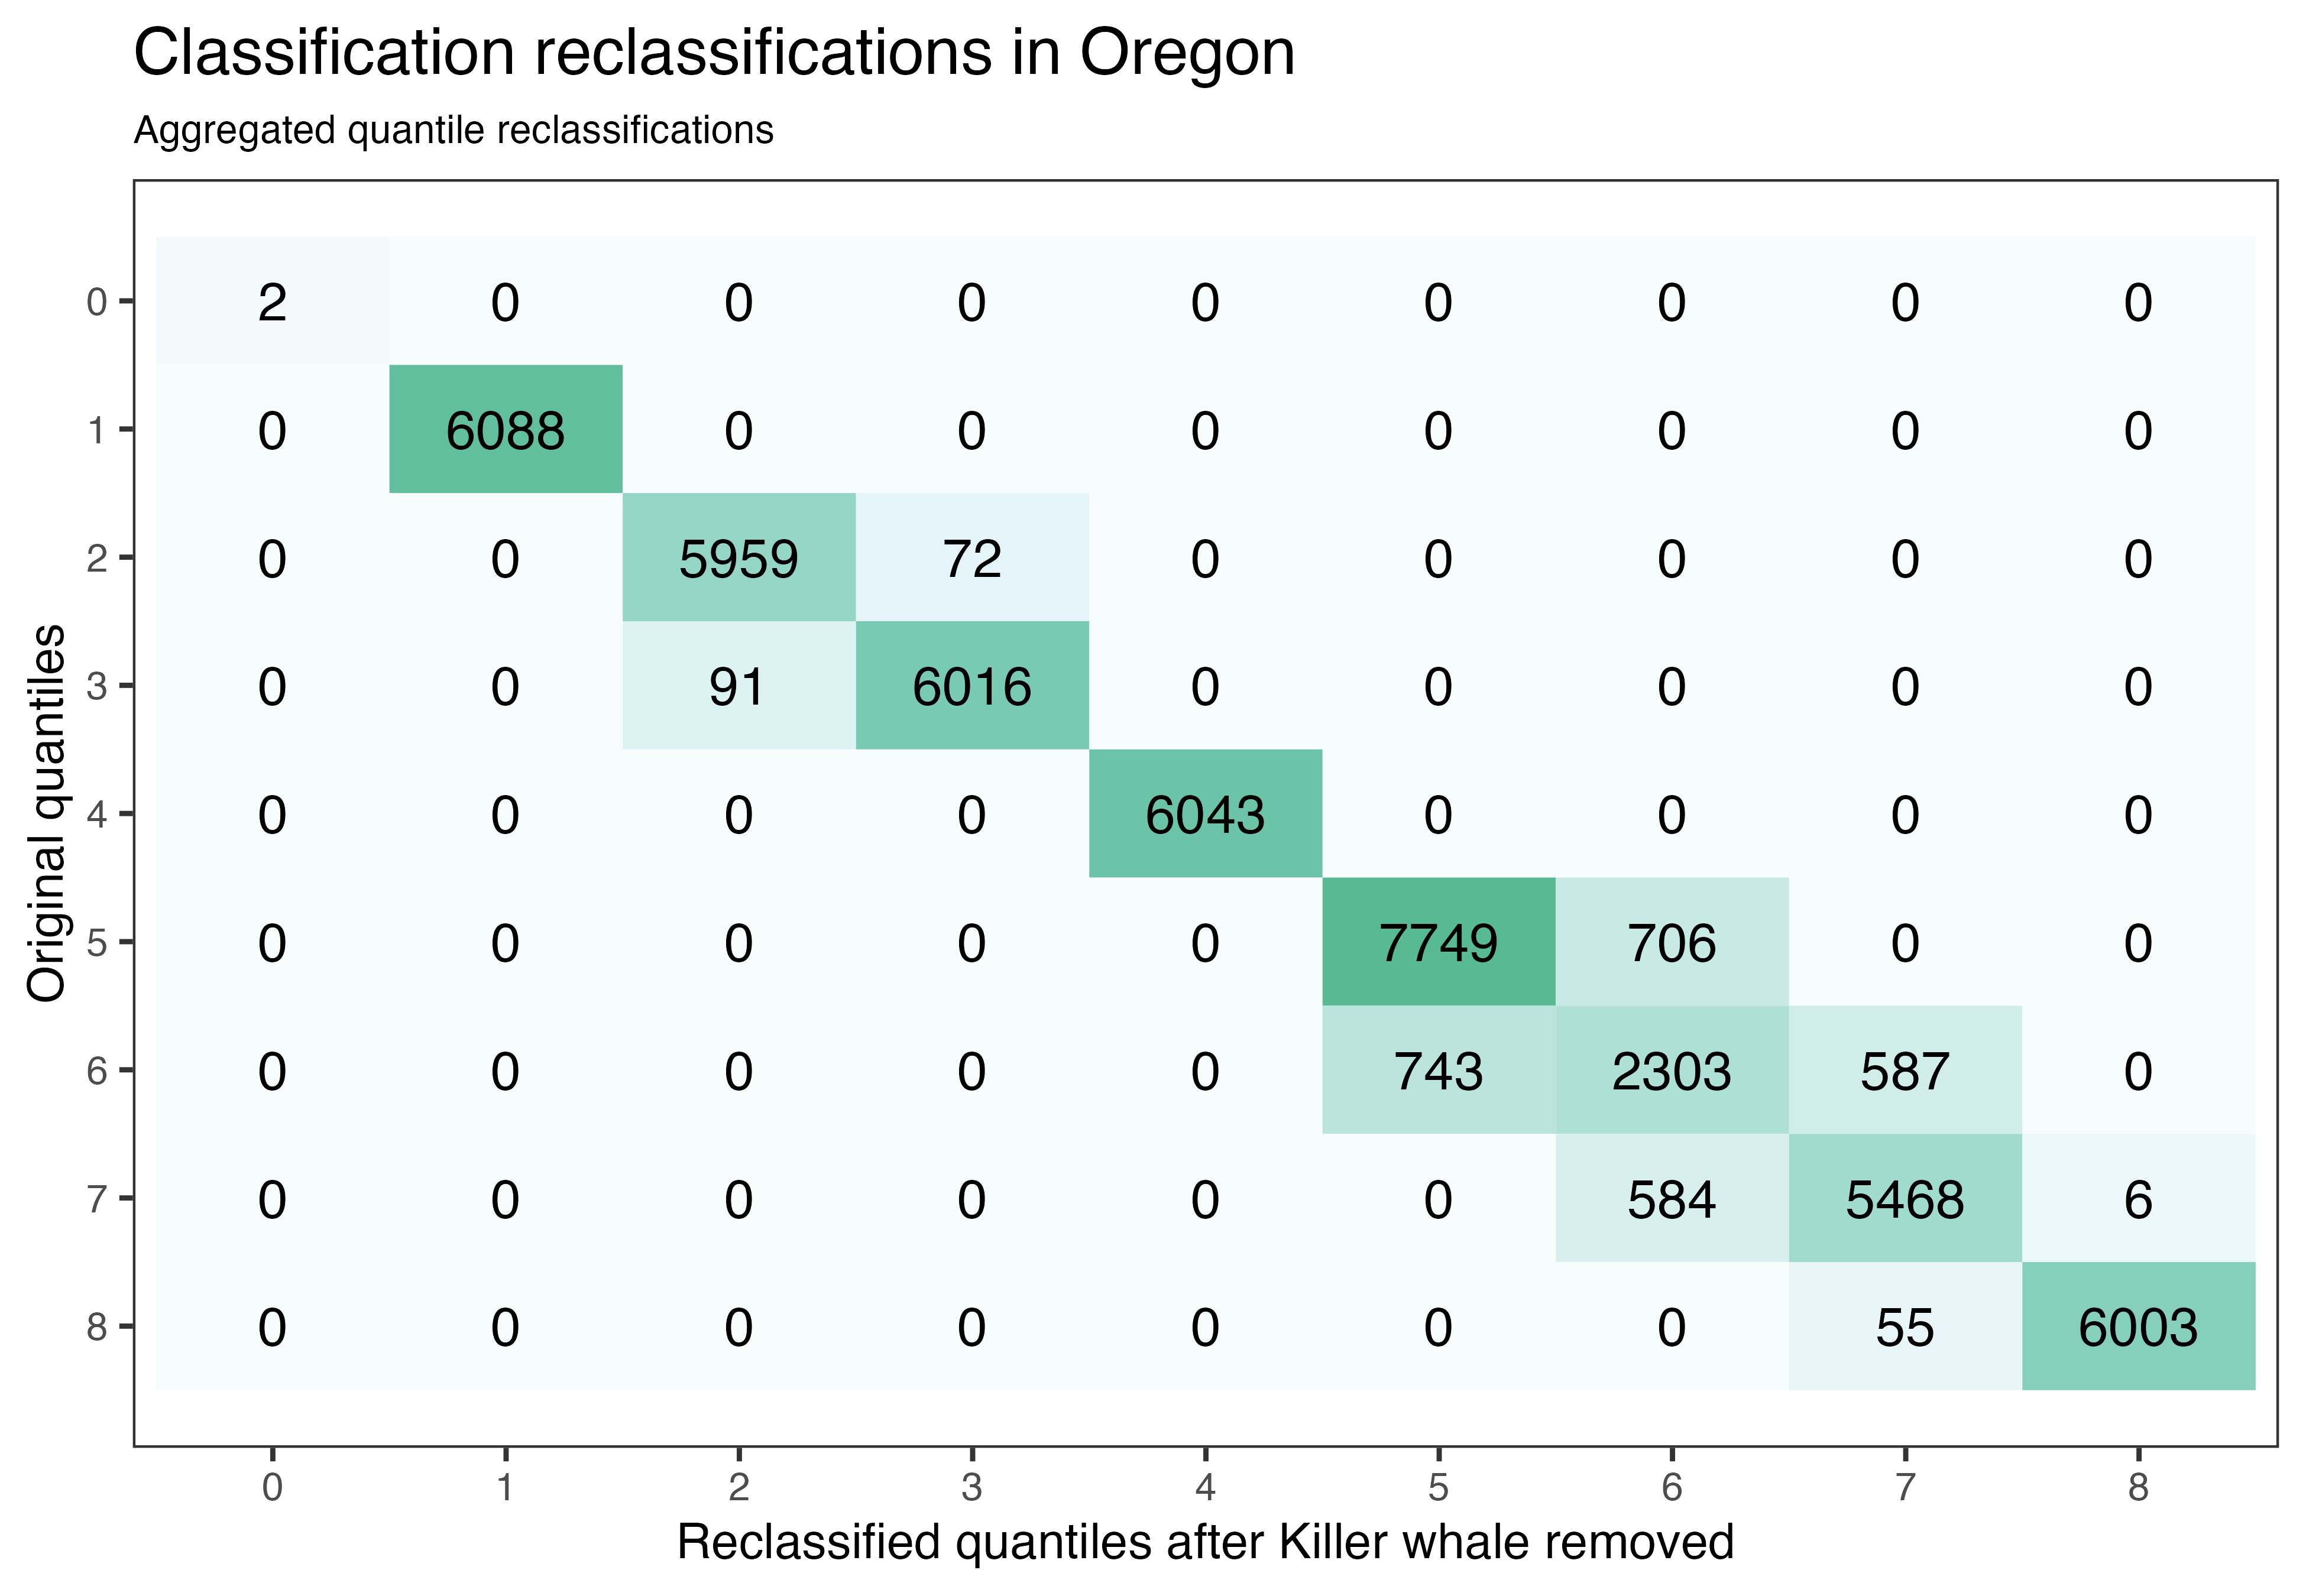 Classification reclassifications in Oregon
Aggregated quantile reclassifications
Original quantiles
0 2 0 0 0 0 0 0 0 0
1 0 6088 0 0 0 0 0 0 0
2 0 0 5959 72 0 0 0 0 0
3 0 0 91 6016 0 0 0 0 0
4 0 0 0 0 6043 0 0 0 0
5 0 0 0 0 0 7749 706 0 0
6 0 0 0 0 0 743 2303 587 0
7 0 0 0 0 0 0 584 5468 6
8 0 0 0 0 0 0 0 55 6003
0 1 2 3 4 5 6 7 8
Reclassified quantiles after Killer whale removed